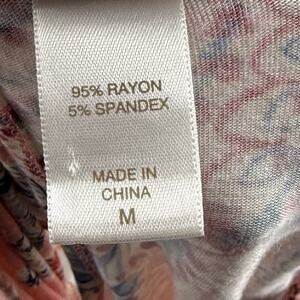 95% RAYON
5% SPANDEX
MADE IN
CHINA
M